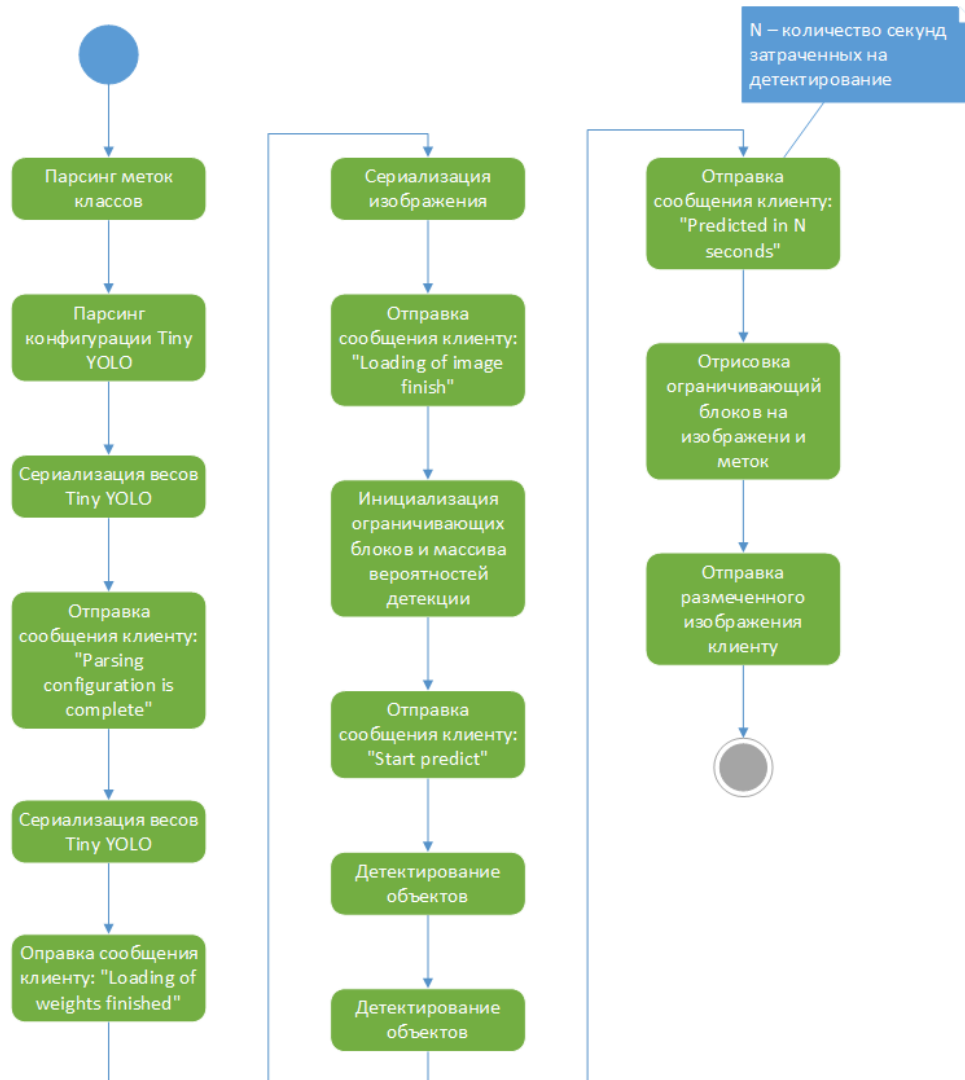 Парсинг меток
классов
Парсинг
конфигурации Tiny
YOLO
Сериализация весов
Tiny YOLO
Отправка
сообщения клиенту:
"Parsing
configuration is
complete"
Сериализация весов
Tiny YOLO
Оправка сообщения
клиенту: "Loading of
weights finished"
Сериализация
изображения
Отправка
сообщения клиенту:
"Loading of image
finish"
Инициализация
ограничивающих
блоков и массива
вероятностей
детекции
Отправка
сообщения клиенту:
"Start predict"
Детектирование
объектов
Детектирование
объектов
N – количество секунд
затраченных на
детектирование
Отправка
сообщения клиенту:
"Predicted in N
seconds"
Отрисовка
ограничивающий
блоков на
изображени и
меток
Отправка
размеченного
изображения
клиенту